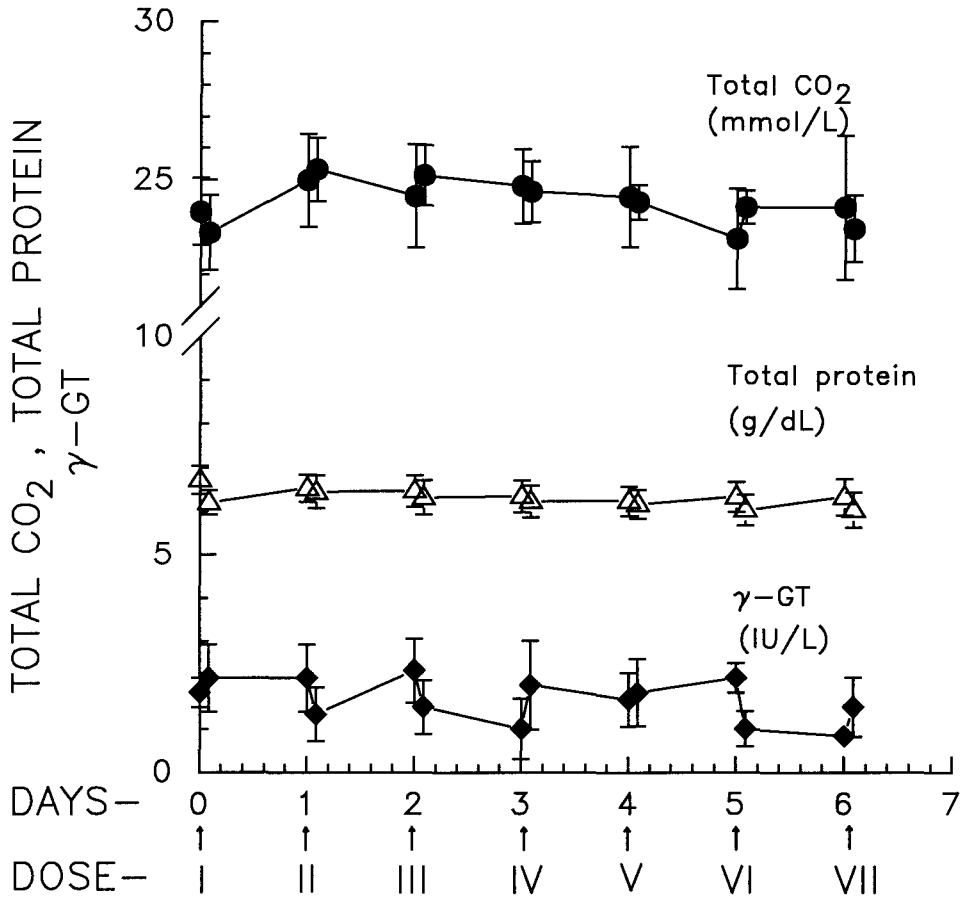 30
Total CO2
(mmol/L)
25
10
Total protein
(g/dL)
5
γ-GT
(IU/L)
0
TOTAL CO2, TOTAL PROTEIN
γ-GT
DAYS- 0 1 2 3 4 5 6 7
DOSE- I II III IV V VI VII